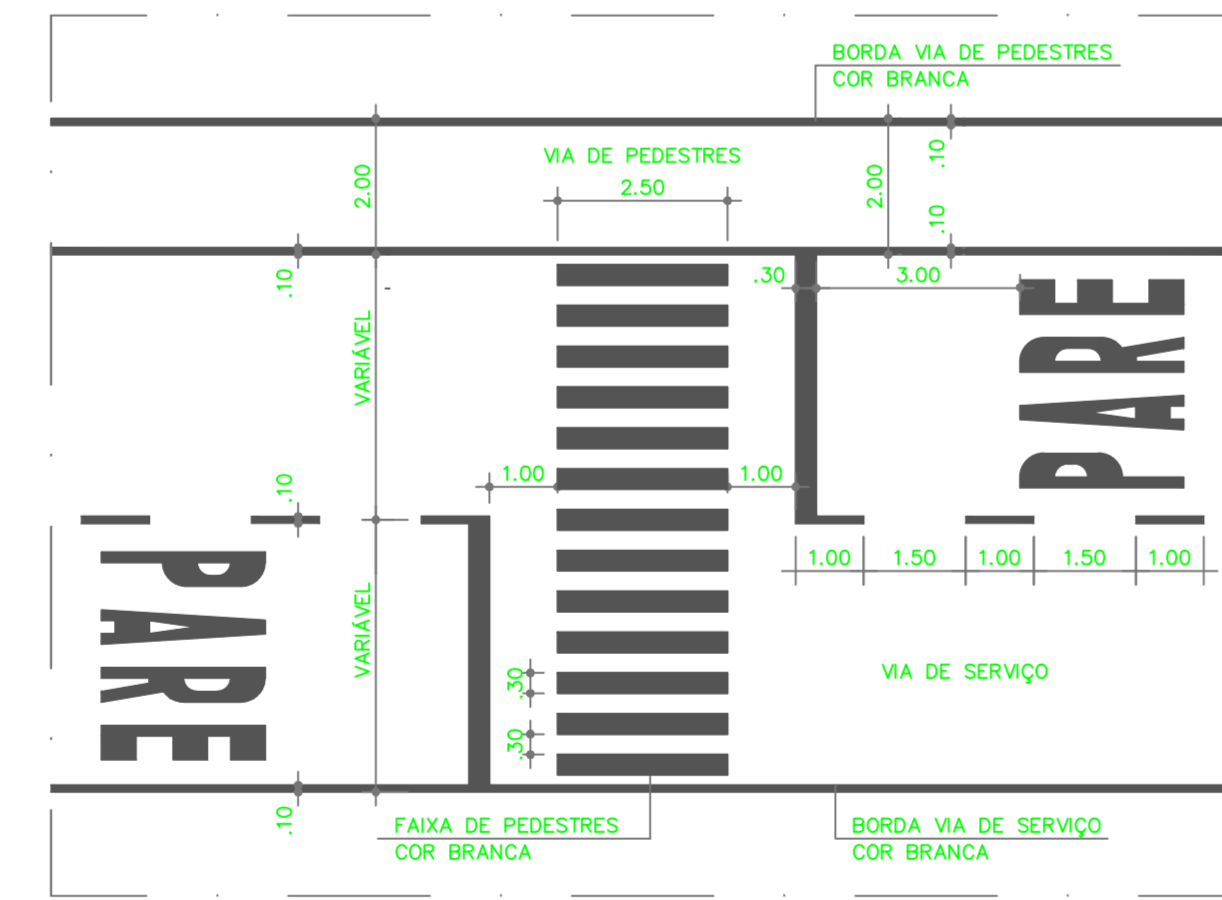 BORDA VIA DE PEDESTRES
COR BRANCA
VIA DE PEDESTRES
2.50
2.00
2.00
.10
.10
.10
.30
3.00
VARIÁVEL
PARE
1.00
1.00
.10
1.00
1.50
1.00
1.50
1.00
PARE
VARIÁVEL
VIA DE SERVIÇO
.30
.30
.10
FAIXA DE PEDESTRES
COR BRANCA
BORDA VIA DE SERVIÇO
COR BRANCA